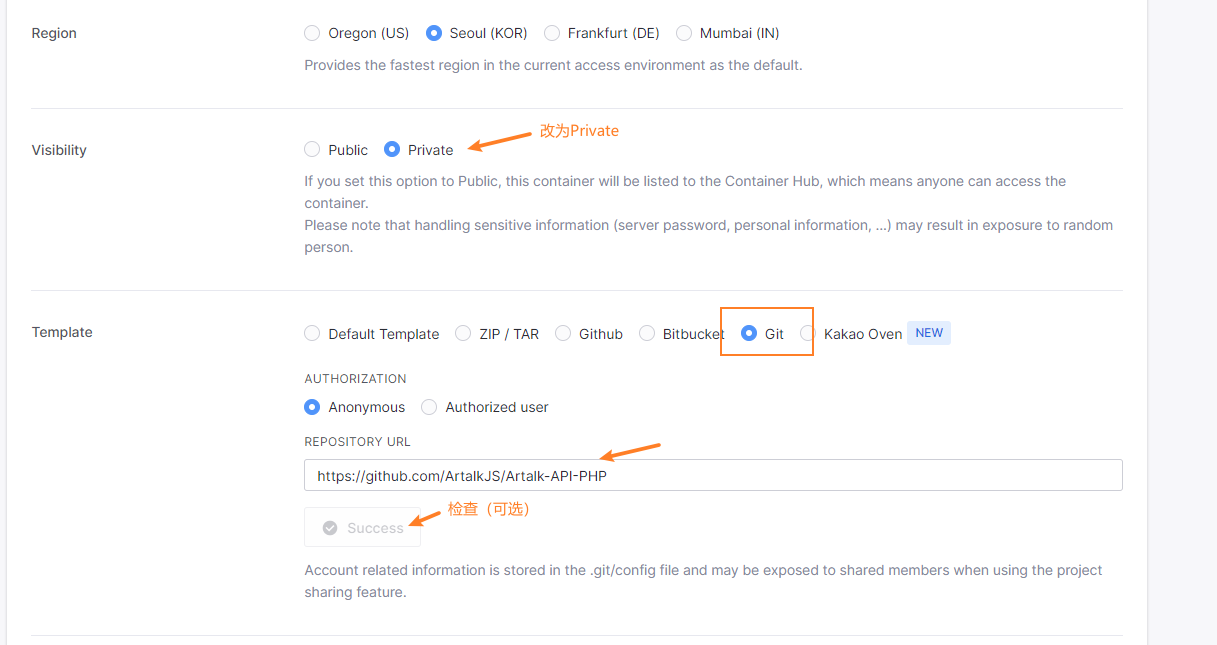 Region
Oregon (US) Seoul (KOR) Frankfurt (DE) Mumbai (IN)
Provides the fastest region in the current access environment as the default.
改为Private
Visibility
Public Private
If you set this option to Public, this container will be listed to the Container Hub, which means anyone can access the
container.
Please note that handling sensitive information (server password, personal information, ...) may result in exposure to random
person.
Template
Default Template ZIP / TAR Github Bitbucket Git Kakao Oven NEW
AUTHORIZATION
Anonymous Authorized user
REPOSITORY URL
https://github.com/ArtalkJS/Artalk-API-PHP
检查（可选）
Success
Account related information is stored in the .git/config file and may be exposed to shared members when using the project
sharing feature.